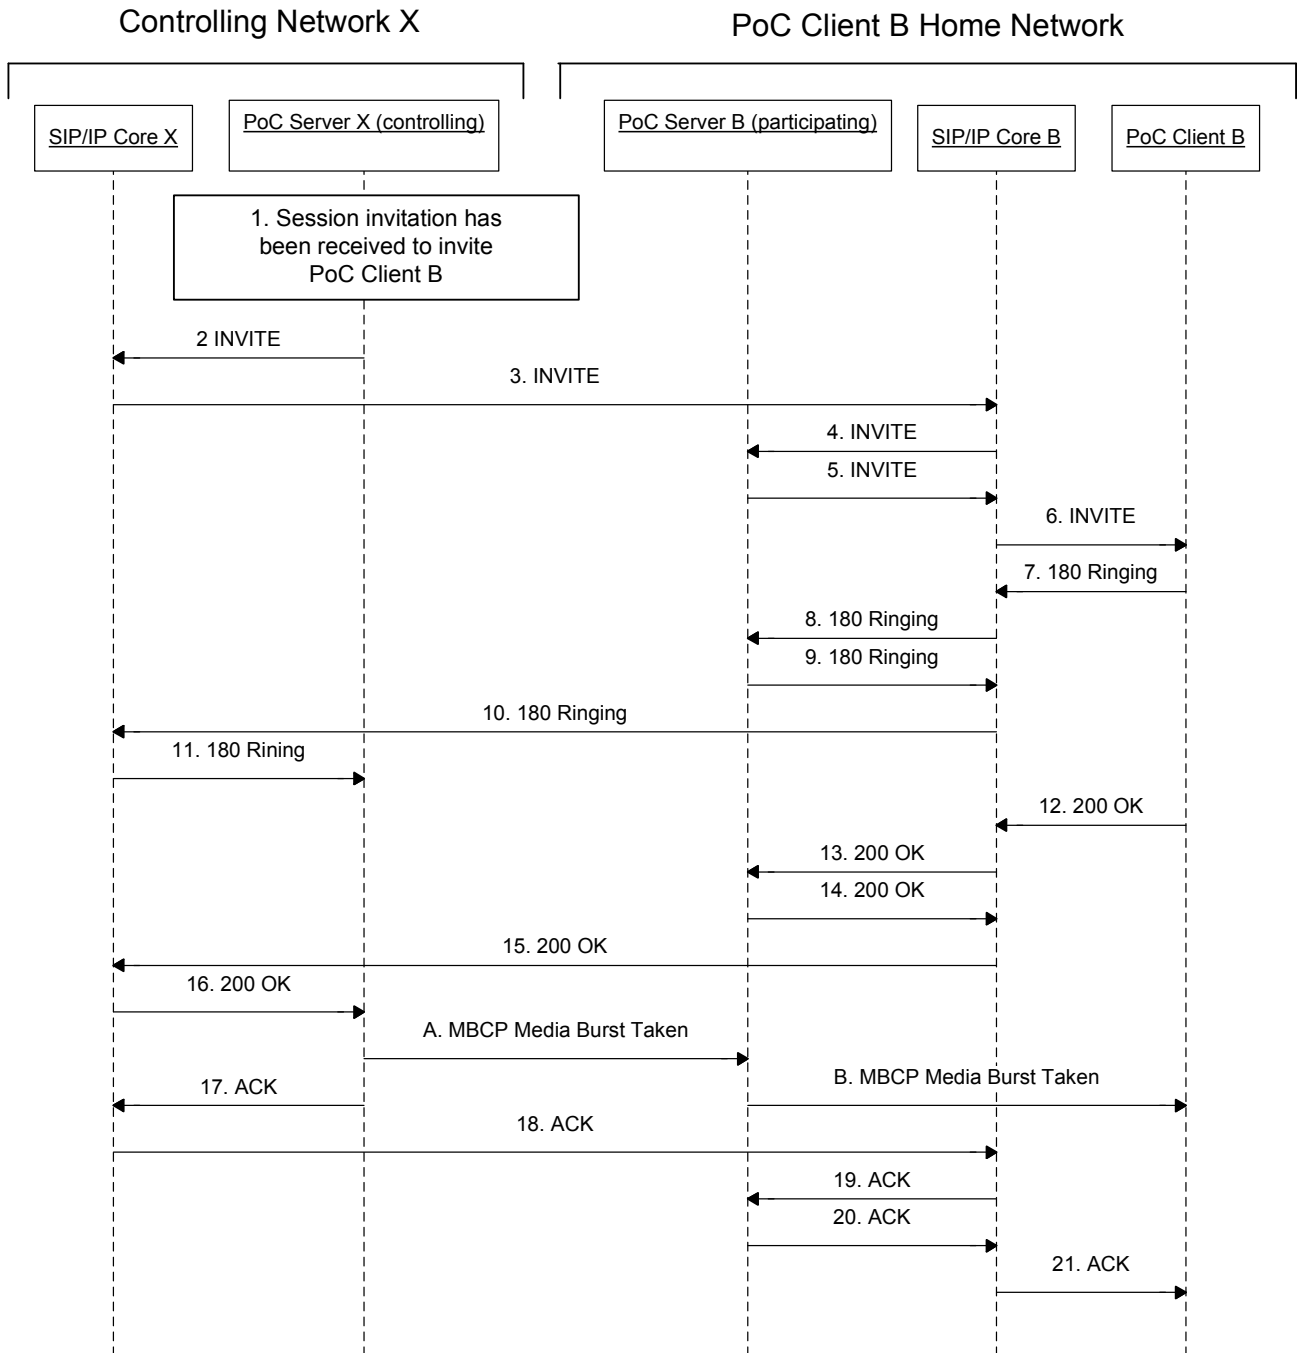 Controlling Network X
PoC Client B Home Network
SIP/IP Core X
PoC Server X (controlling)
PoC Server B (participating)
SIP/IP Core B
PoC Client B
1. Session invitation has
been received to invite
PoC Client B
2 INVITE
3. INVITE
4. INVITE
5. INVITE
6. INVITE
7. 180 Ringing
8. 180 Ringing
9. 180 Ringing
10. 180 Ringing
11. 180 Rining
12. 200 OK
13. 200 OK
14. 200 OK
15. 200 OK
16. 200 OK
A. MBCP Media Burst Taken
B. MBCP Media Burst Taken
17. ACK
18. ACK
19. ACK
20. ACK
21. ACK